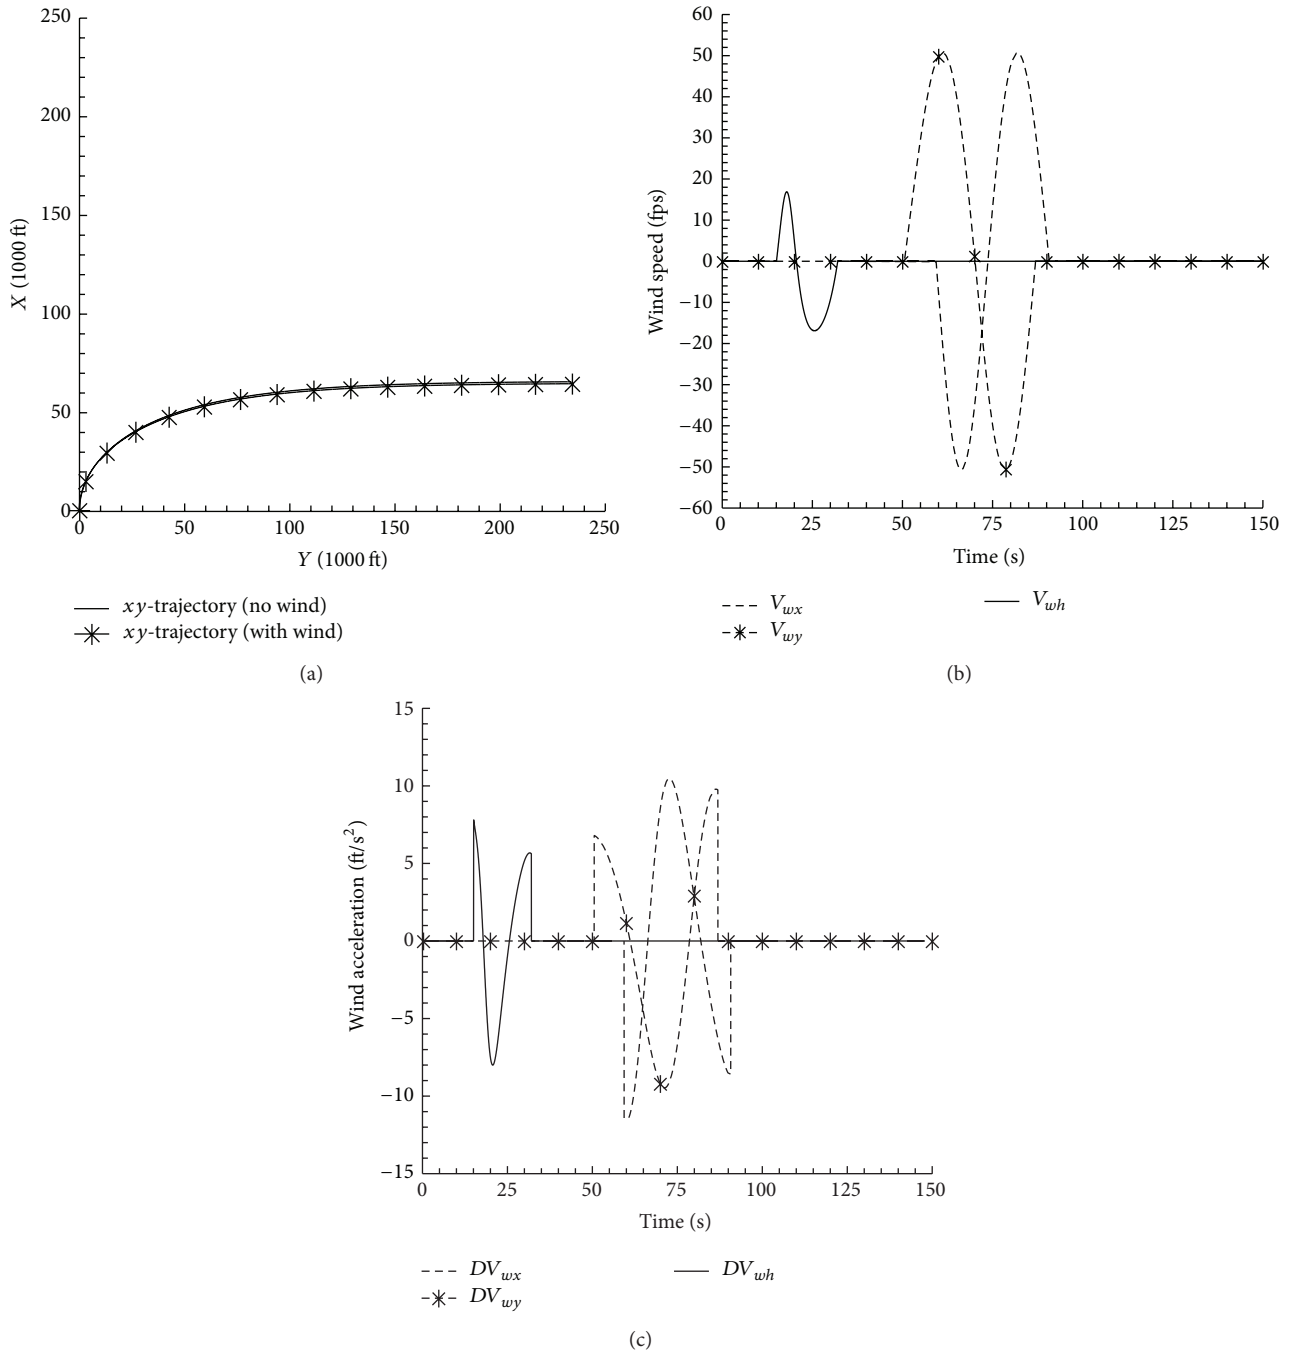 250
200
150
100
50
0
X (1000 ft)
0 50 100 150 200 250
Y (1000 ft)
xy-trajectory (no wind)
xy-trajectory (with wind)
(a)
60
50
40
30
20
10
0
−10
−20
−30
−40
−50
−60
Wind speed (fps)
0 25 50 75 100 125 150
Time (s)
V_wx
V_wh
V_wy
(b)
15
10
5
0
−5
−10
−15
Wind acceleration (ft/s²)
0 25 50 75 100 125 150
Time (s)
DV_wx
DV_wh
DV_wy
(c)